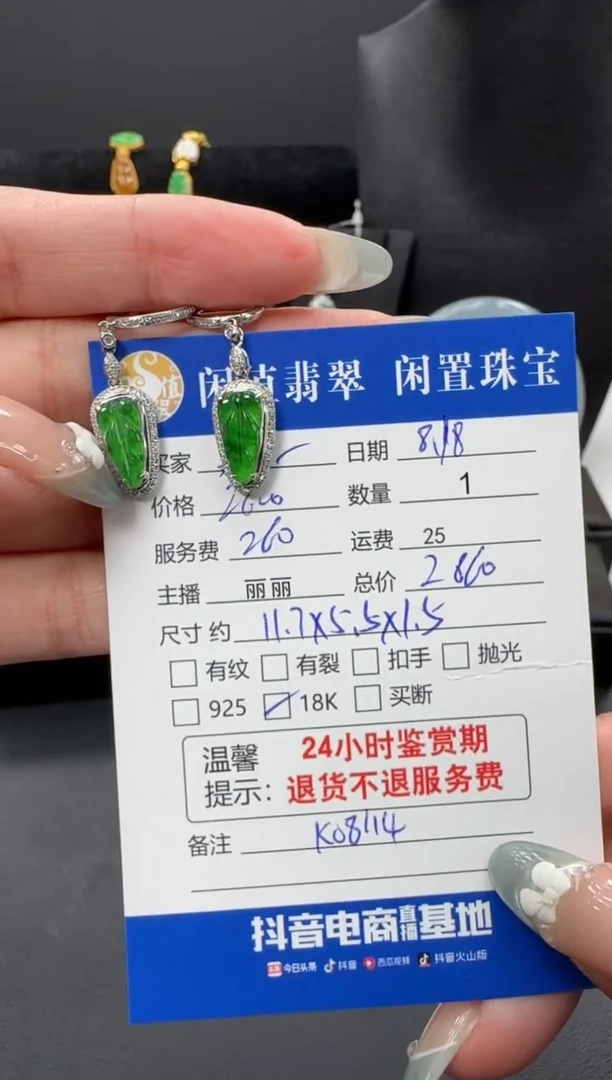 闲值翡翠 闲置珠宝
买家 日期 8.18
价格 2600 数量 1
服务费 260 运费 25
主播 丽丽 总价 2860
尺寸约 11.7X5.5X1.5
有纹 有裂 扣手 抛光
925 18K 买断
温馨提示: 24小时鉴赏期
退货不退服务费
备注 K08114
抖音电商直播基地
今日头条 抖音 西瓜视频 抖音火山版